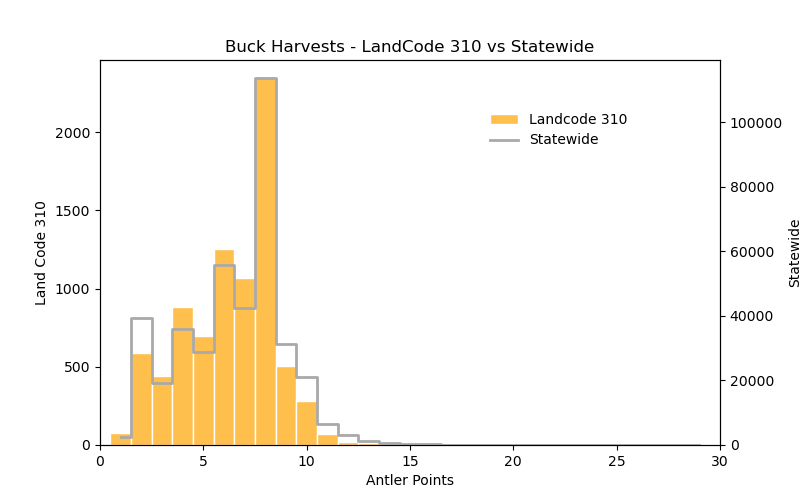 Buck Harvests - LandCode 310 vs Statewide
Landcode 310
Statewide
Land Code 310
2000
1500
1000
500
0
100000
80000
60000
40000
20000
0
Statewide
0 5 10 15 20 25 30
Antler Points